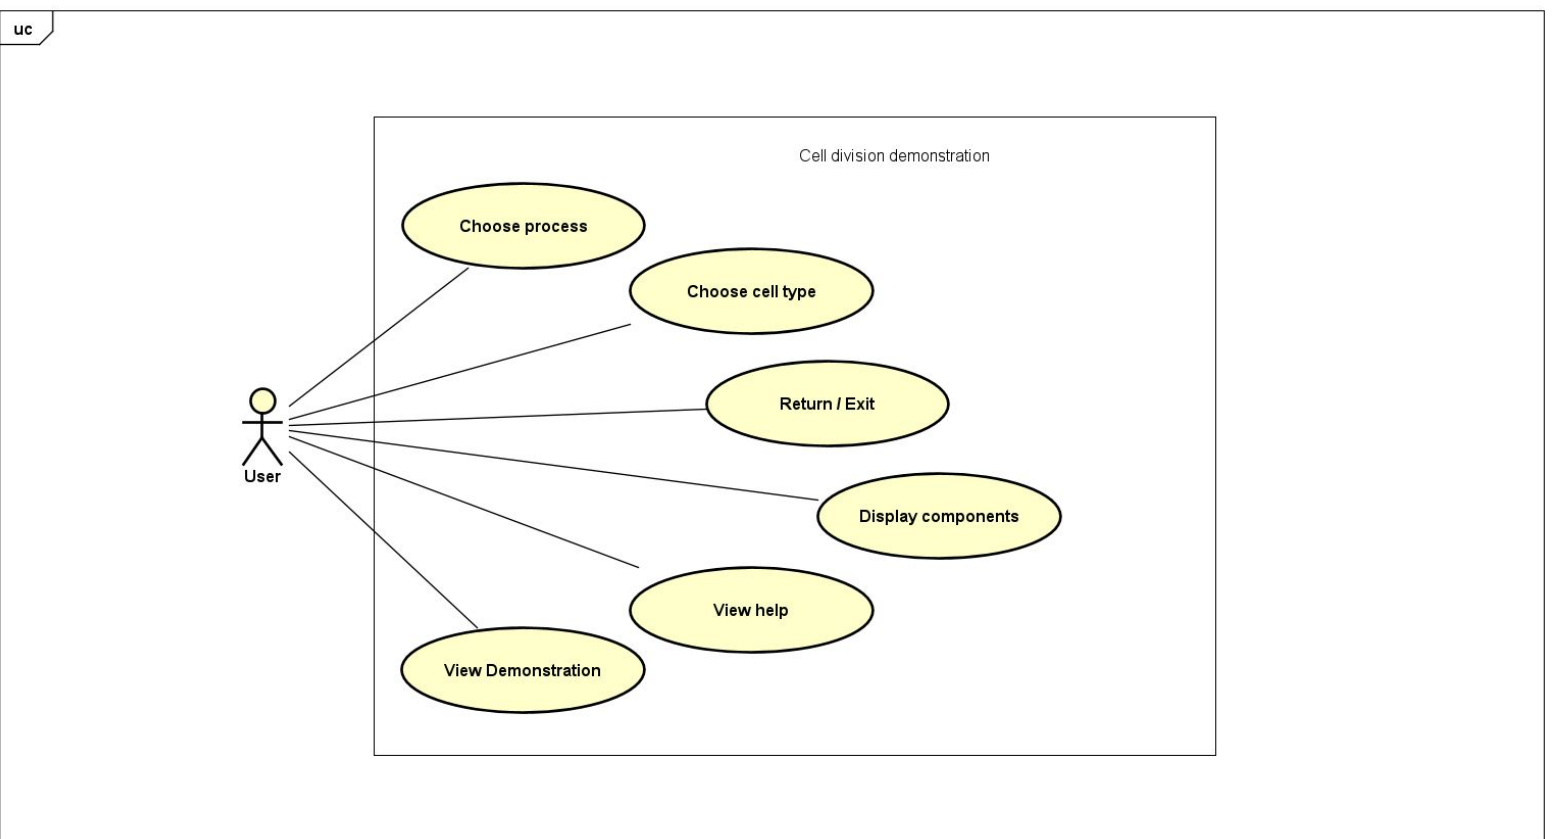 uc
Cell division demonstration
Choose process
Choose cell type
Return / Exit
User
Display components
View help
View Demonstration